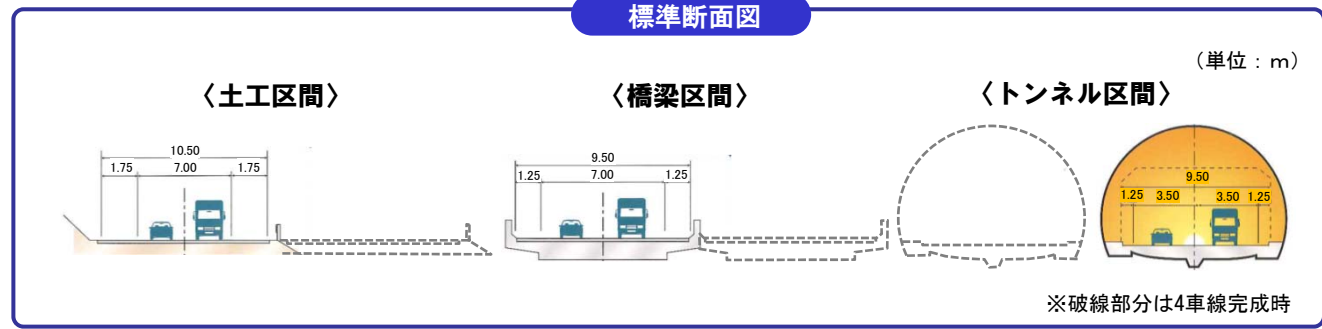 標準断面図
（単位：ｍ）
〈土工区間〉
10.50
1.75 7.00 1.75
〈橋梁区間〉
9.50
1.25 7.00 1.25
〈トンネル区間〉
9.50
1.25 3.50 3.50 1.25
※破線部分は4車線完成時